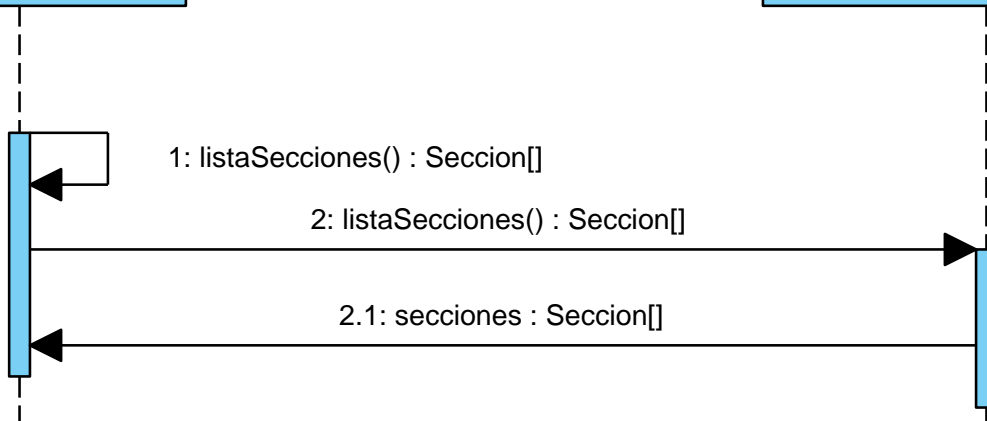 1: listaSecciones() : Seccion[]
2: listaSecciones() : Seccion[]
2.1: secciones : Seccion[]